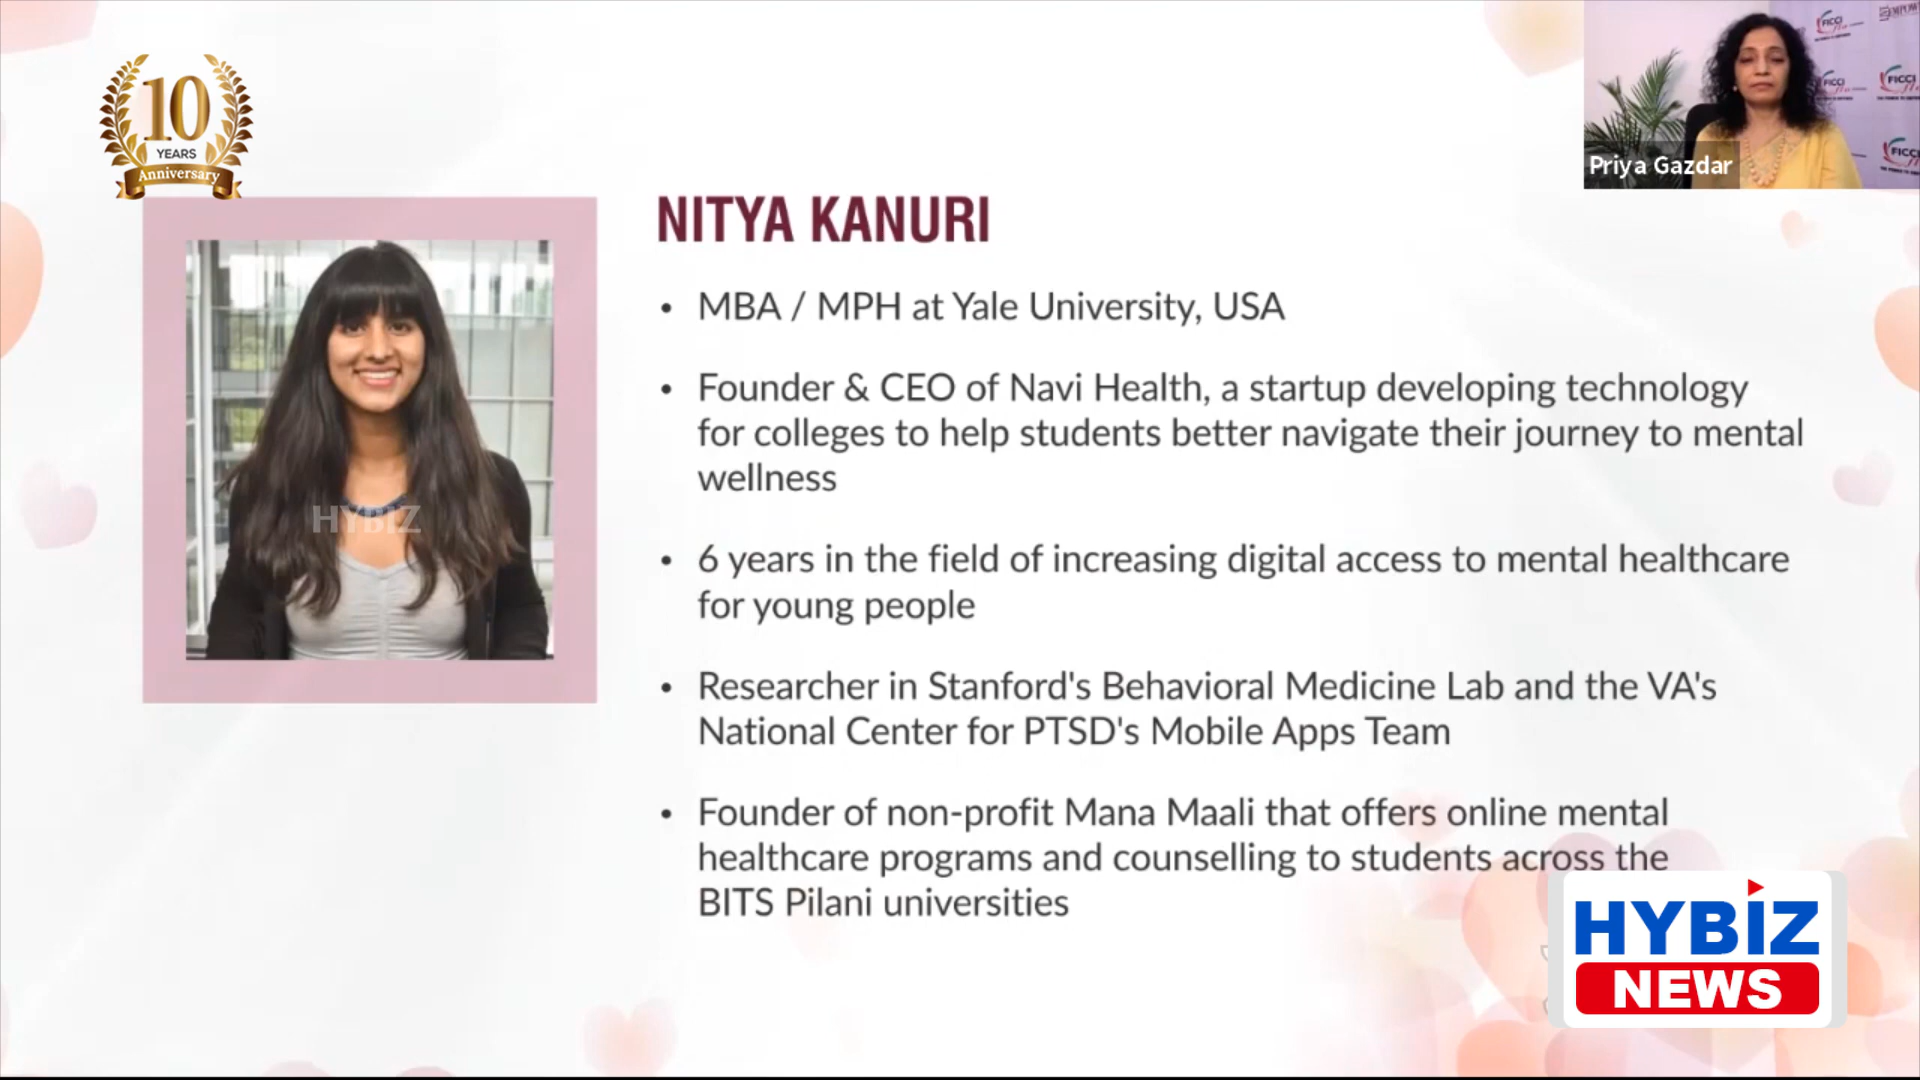 10
YEARS
Anniversary
FICCI
FICCI
FICCI
Priya Gazdar
NITYA KANURI
• MBA / MPH at Yale University, USA
• Founder & CEO of Navi Health, a startup developing technology
for colleges to help students better navigate their journey to mental
wellness
• 6 years in the field of increasing digital access to mental healthcare
for young people
• Researcher in Stanford's Behavioral Medicine Lab and the VA's
National Center for PTSD's Mobile Apps Team
• Founder of non-profit Mana Maali that offers online mental
healthcare programs and counselling to students across the
BITS Pilani universities
HYBIZ
HYBIZ
NEWS